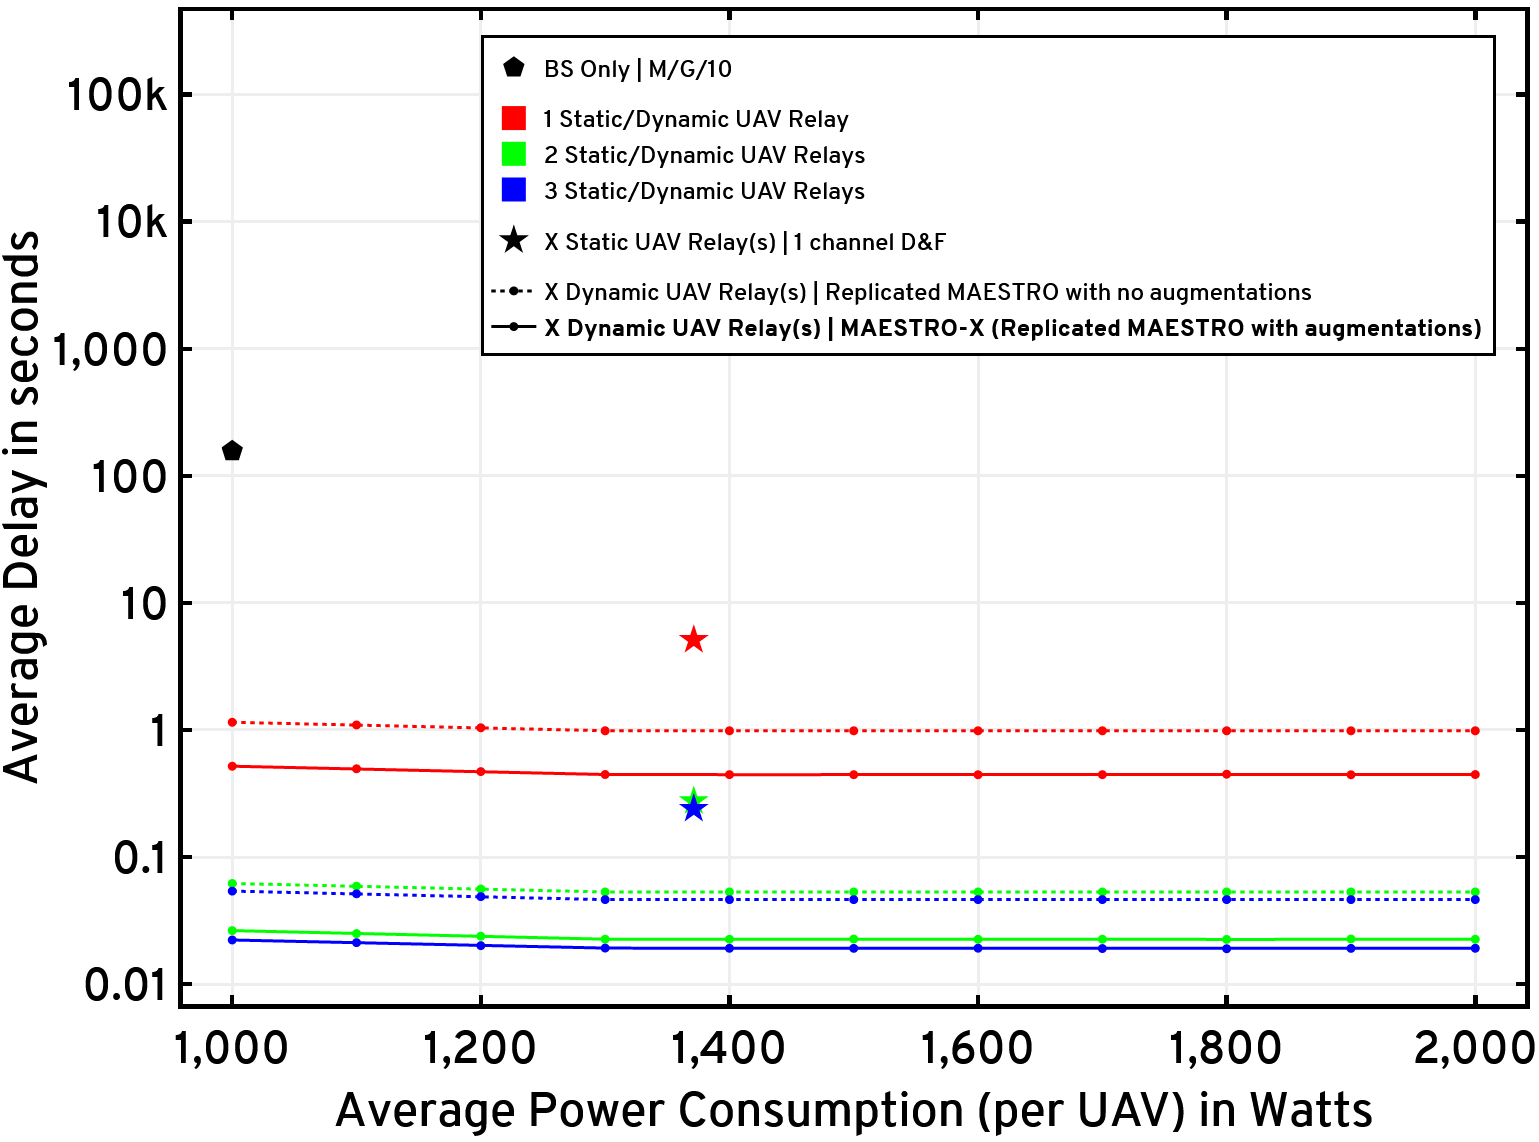 BS Only | M/G/10
1 Static/Dynamic UAV Relay
2 Static/Dynamic UAV Relays
3 Static/Dynamic UAV Relays
X Static UAV Relay(s) | 1 channel D&F
X Dynamic UAV Relay(s) | Replicated MAESTRO with no augmentations
X Dynamic UAV Relay(s) | MAESTRO-X (Replicated MAESTRO with augmentations)
Average Delay in seconds
100k
10k
1,000
100
10
1
0.1
0.01
1,000 1,200 1,400 1,600 1,800 2,000
Average Power Consumption (per UAV) in Watts